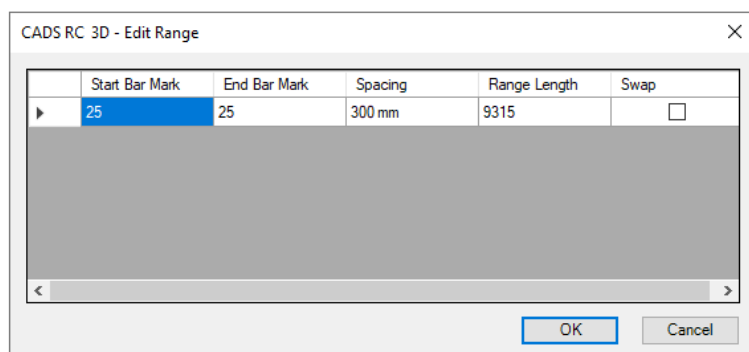 CADS RC 3D - Edit Range
Start Bar Mark End Bar Mark Spacing Range Length Swap
25 25 300 mm 9315
OK Cancel